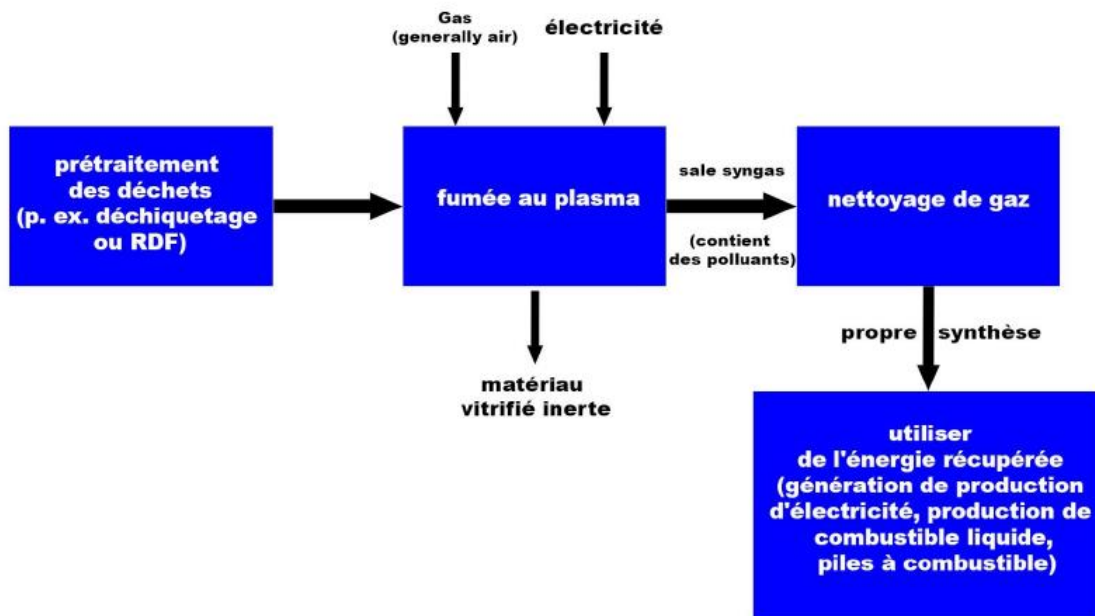 Gas
(generally air)
électricité
prétraitement
des déchets
(p. ex. déchiquetage
ou RDF)
fumée au plasma
sale syngas
(contient
des polluants)
nettoyage de gaz
matériau
vitrifié inerte
propre synthèse
utiliser
de l'énergie récupérée
(génération de production
d'électricité, production de
combustible liquide,
piles à combustible)